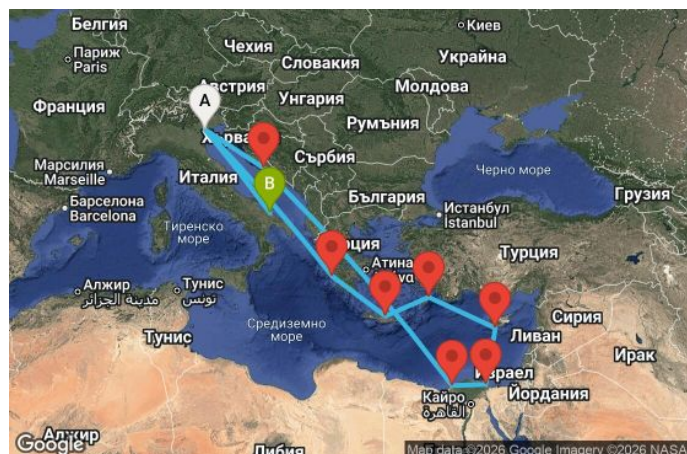 Белгия
Киев
Париж
Paris
Чехия
Украйна
Словакия
Австрия
Унгария
Молдова
Франция
A
Хърва
Румъния
Сърбия
Марсилия
Marseille
Италия
B
Черно море
Грузия
България
Барселона
Barcelona
Истанбул
İstanbul
Тиренско
море
Турция
Атина
Алжир
مدينة الجزائر
Тунис
تونس
Сирия
Средиземно
море
Ливан
Тунис
Ирак
Израел
Йордания
Кайро
القاهرة
Google
Алжир
Либия
Map data ©2026 Google Imagery ©2026 NASA